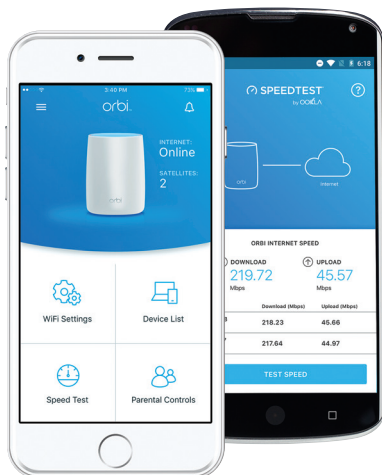 3:40 PM
73%
orbi
INTERNET:
Online
SATELLITES:
2
orbi
WiFi Settings
Device List
Speed Test
Parental Controls
6:18
SPEEDTEST
by OOKLA
?
orbi
Internet
ORBI INTERNET SPEED
DOWNLOAD UPLOAD
219.72 45.57
Mbps Mbps
Download (Mbps) Upload (Mbps)
218.23 45.66
217.64 44.97
TEST SPEED